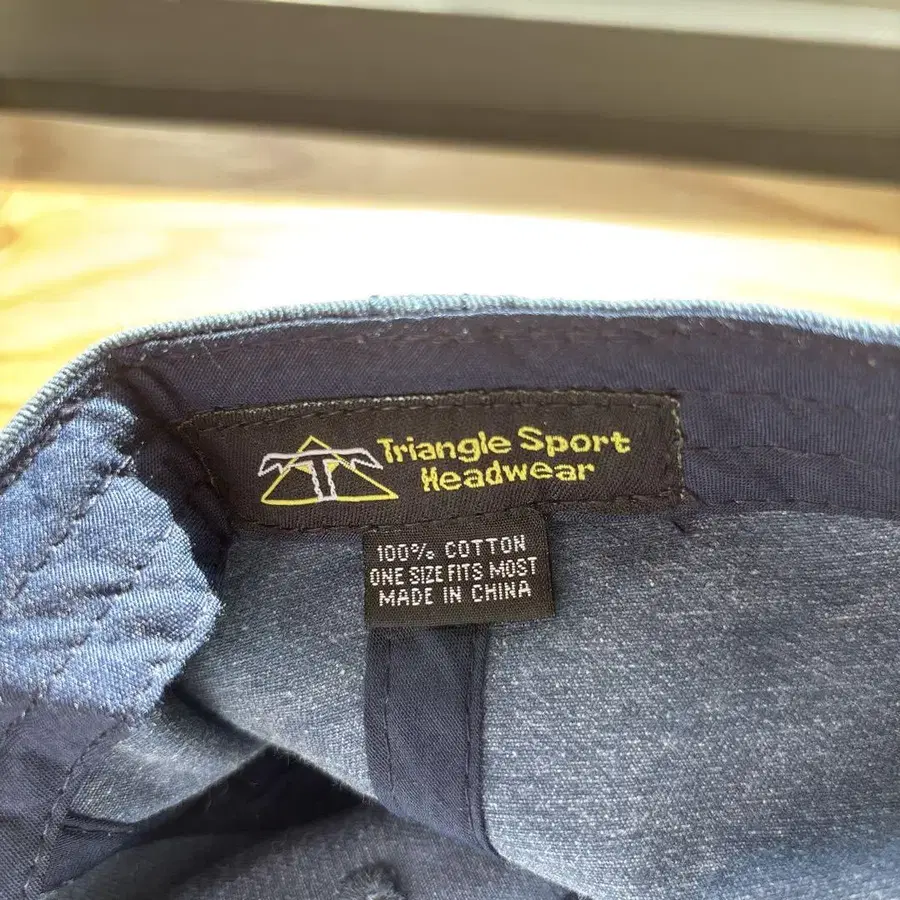 Triangle Sport
Headwear
100% COTTON
ONE SIZE FITS MOST
MADE IN CHINA